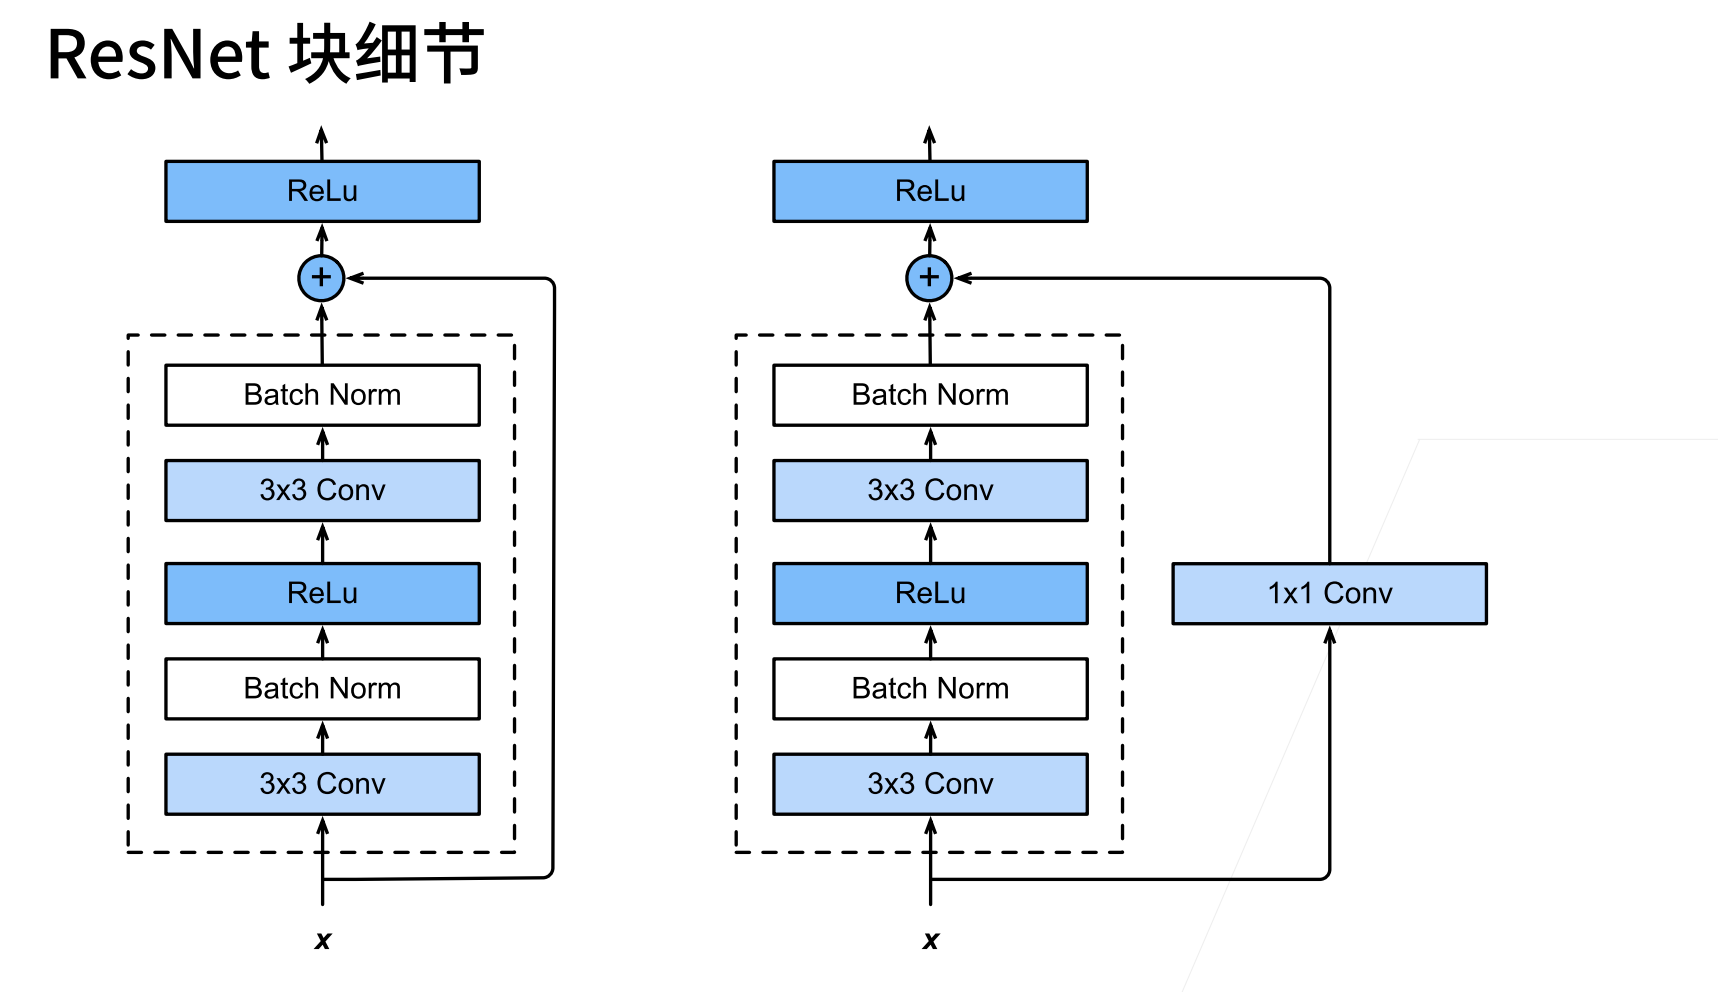 ResNet 块细节
ReLu
+
Batch Norm
3x3 Conv
ReLu
Batch Norm
3x3 Conv
x
ReLu
+
Batch Norm
3x3 Conv
ReLu
Batch Norm
3x3 Conv
x
1x1 Conv